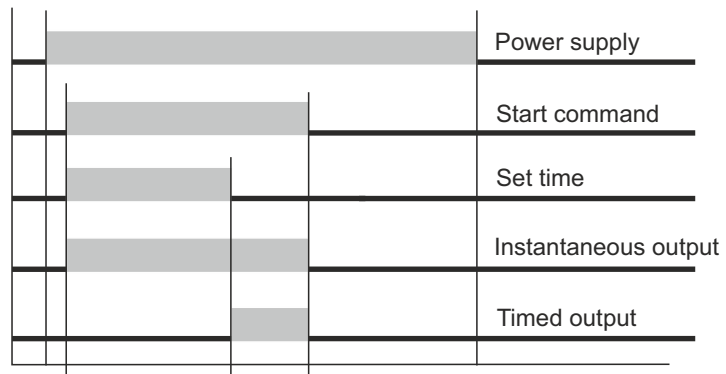 Power supply
Start command
Set time
Instantaneous output
Timed output